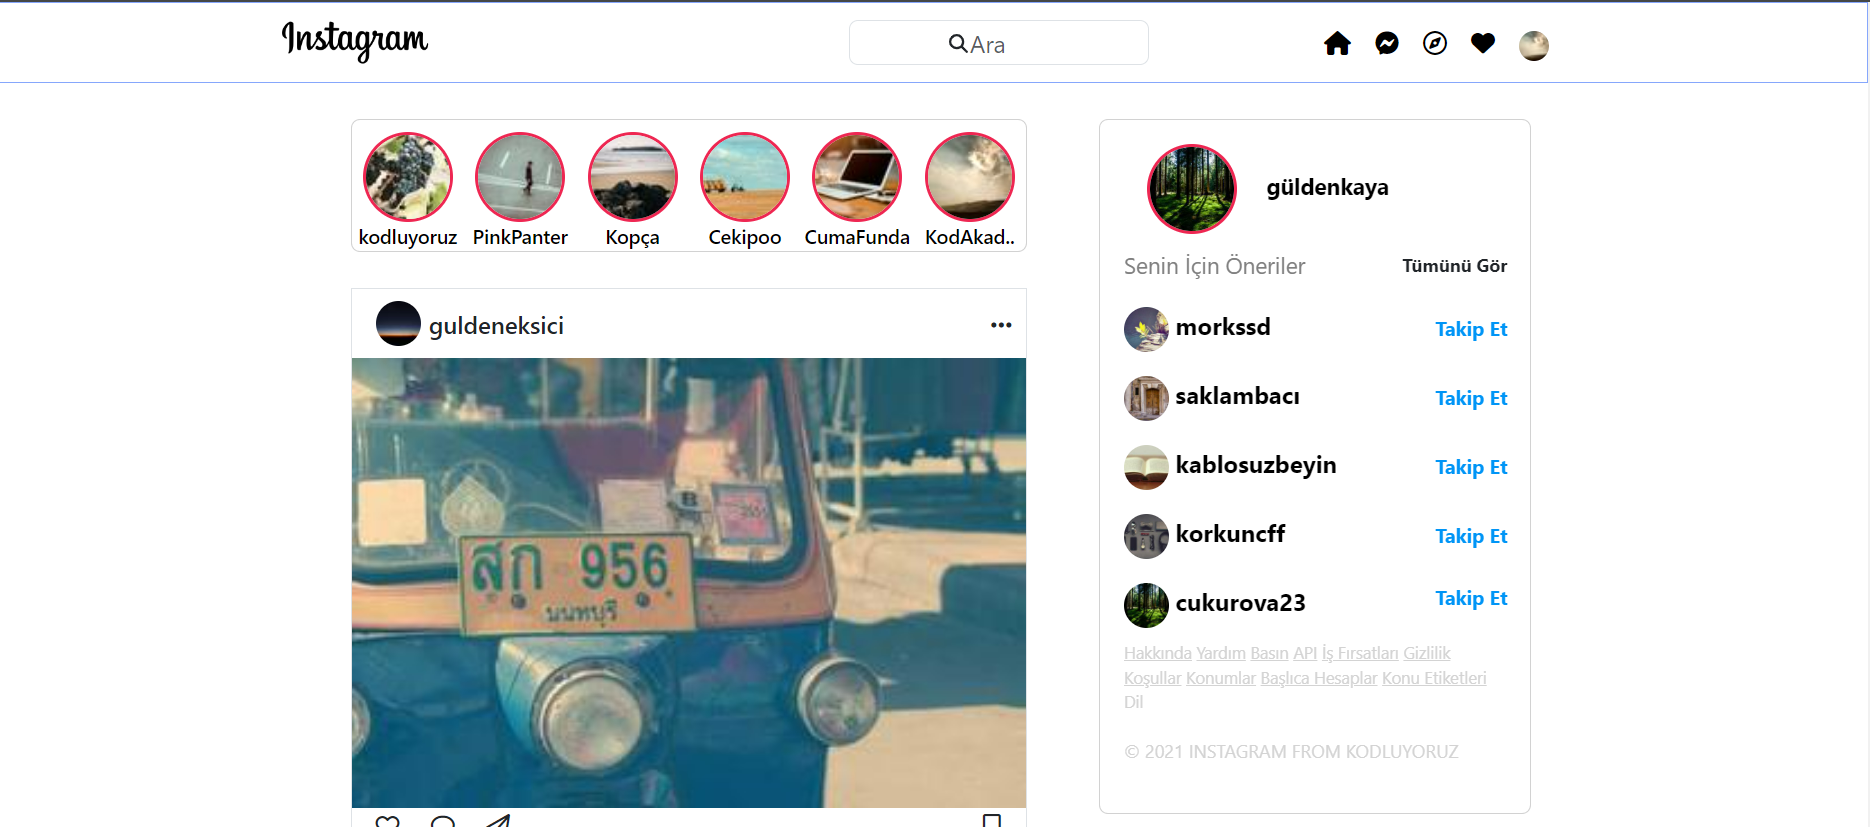 Instagram
Ara
kodluyoruz PinkPanter Kopça Cekipoo CumaFunda KodAkad..
guldeneksici
B
สฎ 956
นนทบุรี
güldenkaya
Senin İçin Öneriler Tümünü Gör
morkssd Takip Et
saklambacı Takip Et
kablosuzbeyin Takip Et
korkuncff Takip Et
cukurova23 Takip Et
Hakkında Yardım Basın API İş Fırsatları Gizlilik
Koşullar Konumlar Başlıca Hesaplar Konu Etiketleri
Dil
© 2021 INSTAGRAM FROM KODLUYORUZ